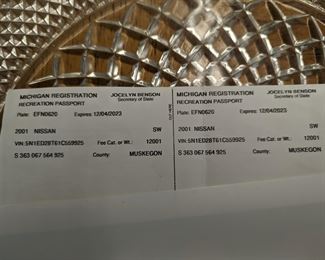 MICHIGAN REGISTRATION JOCELYN BENSON
Secretary of State
RECREATION PASSPORT
Plate: EFN0620 Expires: 12/04/2023
2001 NISSAN SW
VIN:5N1ED28T61C559925 Fee Cat. or Wt.: 12001
S 363 067 564 925 County: MUSKEGON
CUT HERE
MICHIGAN REGISTRATION JOCELYN BENSON
Secretary of State
RECREATION PASSPORT
Plate: EFN0620 Expires: 12/04/2023
2001 NISSAN SW
VIN:5N1ED28T61C559925 Fee Cat. or Wt.: 12001
S 363 067 564 925 County: MUSKEGON